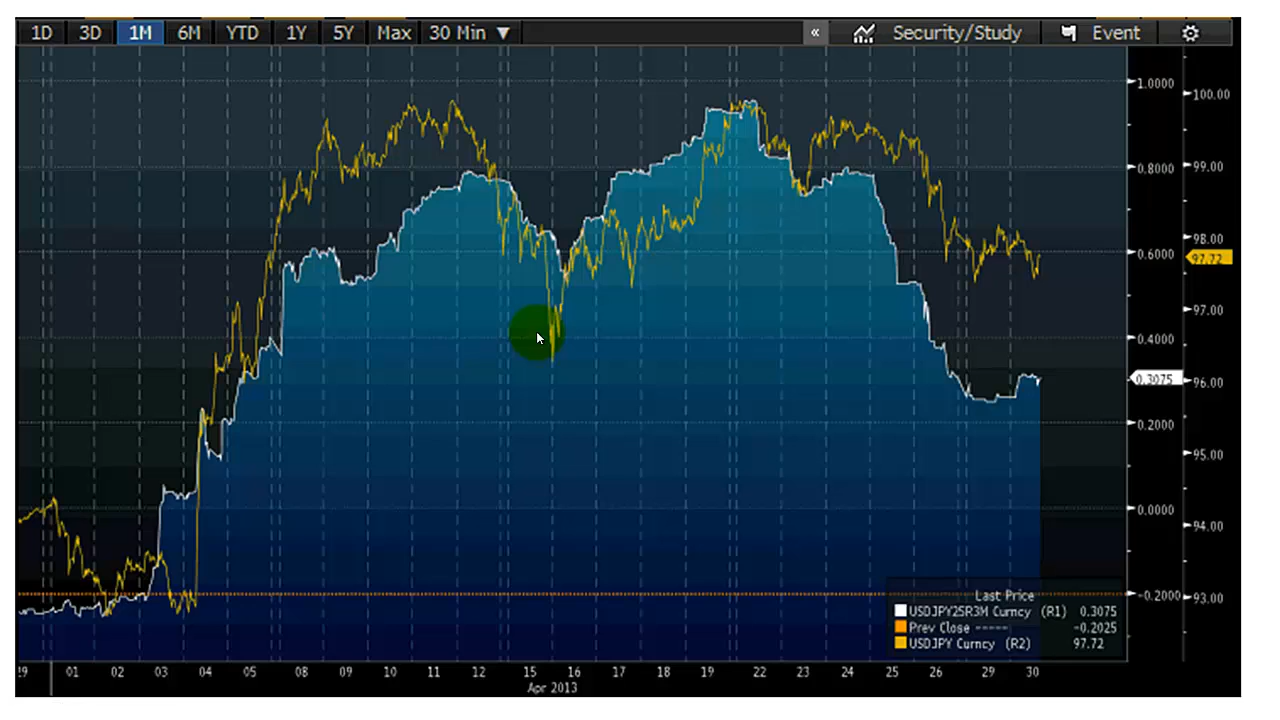 1D 3D 1M 6M YTD 1Y 5Y Max 30 Min ▼ « Security/Study Event
1.0000 100.00
0.8000 99.00
98.00
0.6000 97.72
97.00
0.4000
0.3075 96.00
0.2000 95.00
0.0000 94.00
-0.2000 93.00
Last Price
USDJPY25R3M Curncy (R1) 0.3075
Prev Close ----- -0.2025
USDJPY Curncy (R2) 97.72
29 01 02 03 04 05 08 09 10 11 12 15 16 17 18 19 22 23 24 25 26 29 30
Apr 2013